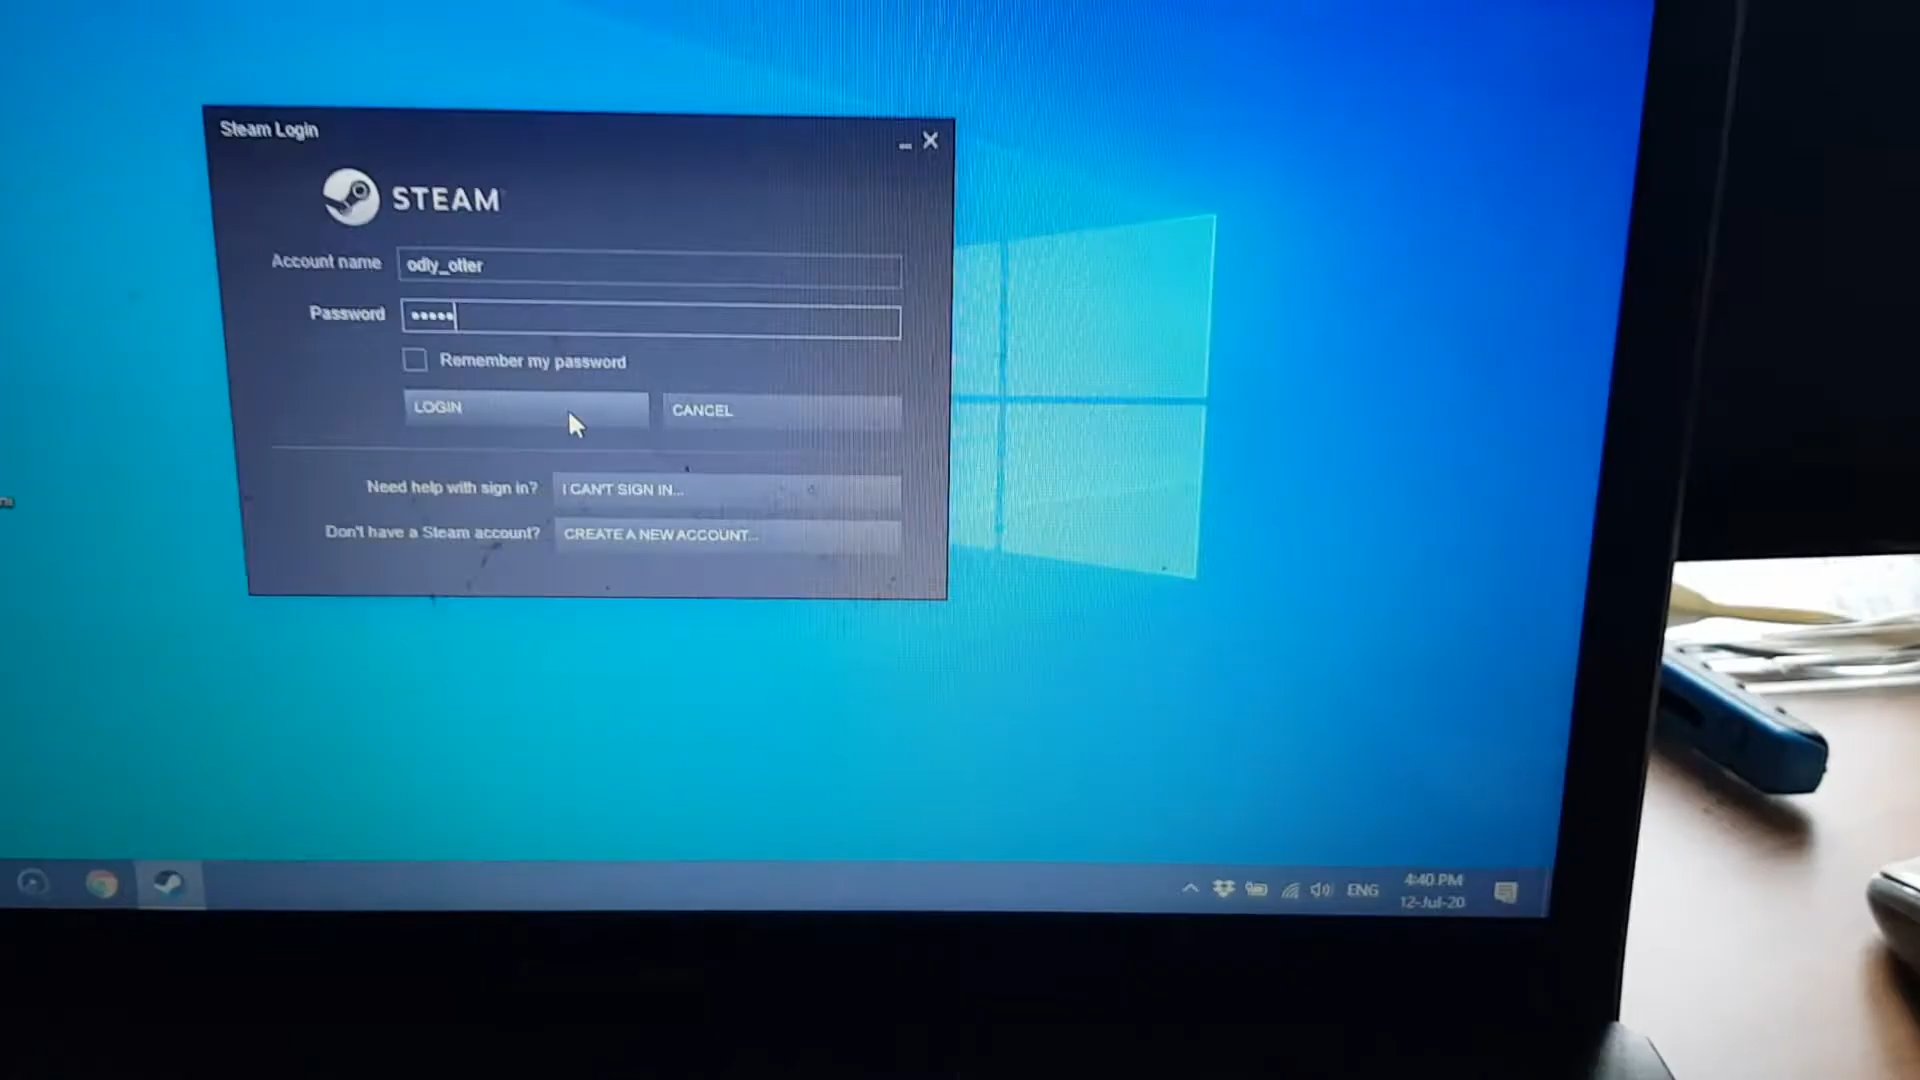 Steam Login
STEAM
Account name
odly_otter
Password
•••••
Remember my password
LOGIN
CANCEL
Need help with sign in?
I CAN'T SIGN IN...
Don't have a Steam account?
CREATE A NEW ACCOUNT...
ENG
4:40 PM
12-Jul-20